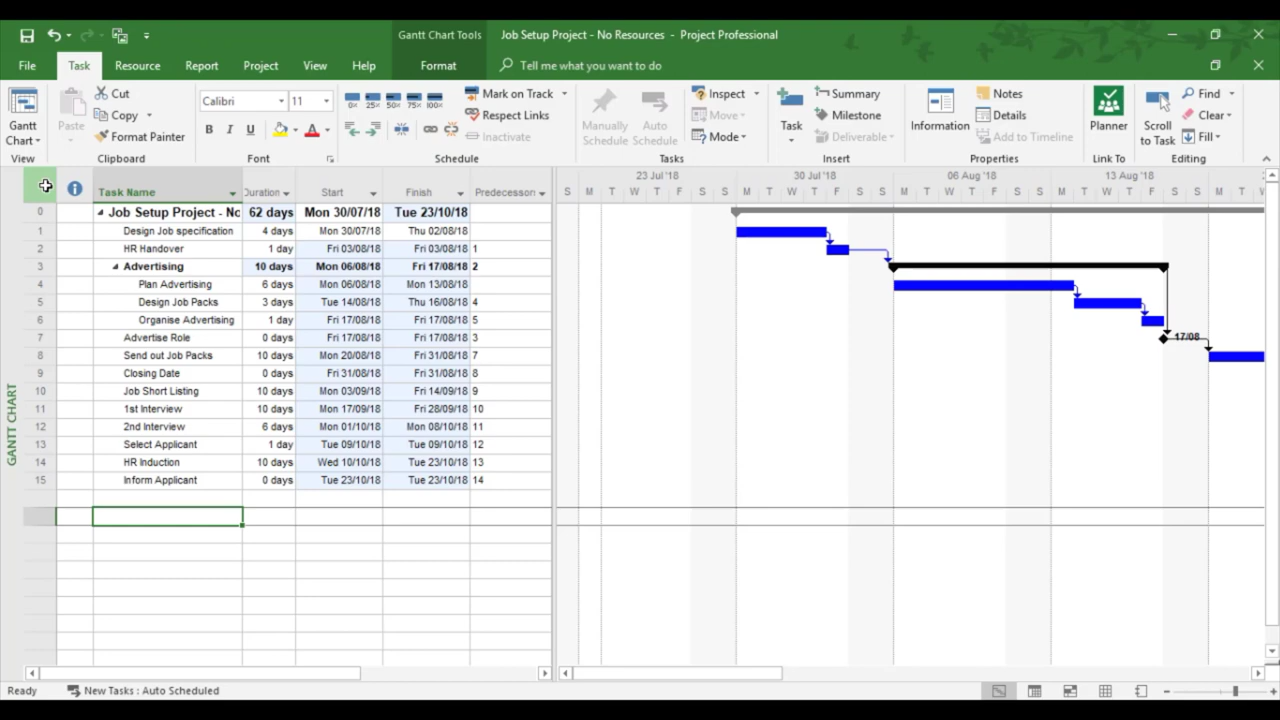 Gantt Chart Tools Job Setup Project - No Resources - Project Professional
File Task Resource Report Project View Help Format Tell me what you want to do
Gantt Chart
View
Paste
Cut
Copy
Format Painter
Clipboard
Calibri 11
B I U A
Font
0% 25% 50% 75% 100%
Mark on Track
Respect Links
Inactivate
Schedule
Manually Schedule
Auto Schedule
Inspect
Move
Mode
Tasks
Task
Summary
Milestone
Deliverable
Insert
Information
Notes
Details
Add to Timeline
Properties
Planner
Link To
Scroll to Task
Find
Clear
Fill
Editing
Task Name Duration Start Finish Predecessors
23 Jul '18 30 Jul '18 06 Aug '18 13 Aug '18
S M T W T F S S M T W T F S S M T W T F S S M T W T F S S M T W
0 Job Setup Project - Nc 62 days Mon 30/07/18 Tue 23/10/18
1 Design Job specification 4 days Mon 30/07/18 Thu 02/08/18
2 HR Handover 1 day Fri 03/08/18 Fri 03/08/18 1
3 Advertising 10 days Mon 06/08/18 Fri 17/08/18 2
4 Plan Advertising 6 days Mon 06/08/18 Mon 13/08/18
5 Design Job Packs 3 days Tue 14/08/18 Thu 16/08/18 4
6 Organise Advertising 1 day Fri 17/08/18 Fri 17/08/18 5
7 Advertise Role 0 days Fri 17/08/18 Fri 17/08/18 3
17/08
8 Send out Job Packs 10 days Mon 20/08/18 Fri 31/08/18 7
9 Closing Date 0 days Fri 31/08/18 Fri 31/08/18 8
10 Job Short Listing 10 days Mon 03/09/18 Fri 14/09/18 9
11 1st Interview 10 days Mon 17/09/18 Fri 28/09/18 10
12 2nd Interview 6 days Mon 01/10/18 Mon 08/10/18 11
13 Select Applicant 1 day Tue 09/10/18 Tue 09/10/18 12
14 HR Induction 10 days Wed 10/10/18 Tue 23/10/18 13
15 Inform Applicant 0 days Tue 23/10/18 Tue 23/10/18 14
GANTT CHART
Ready New Tasks : Auto Scheduled